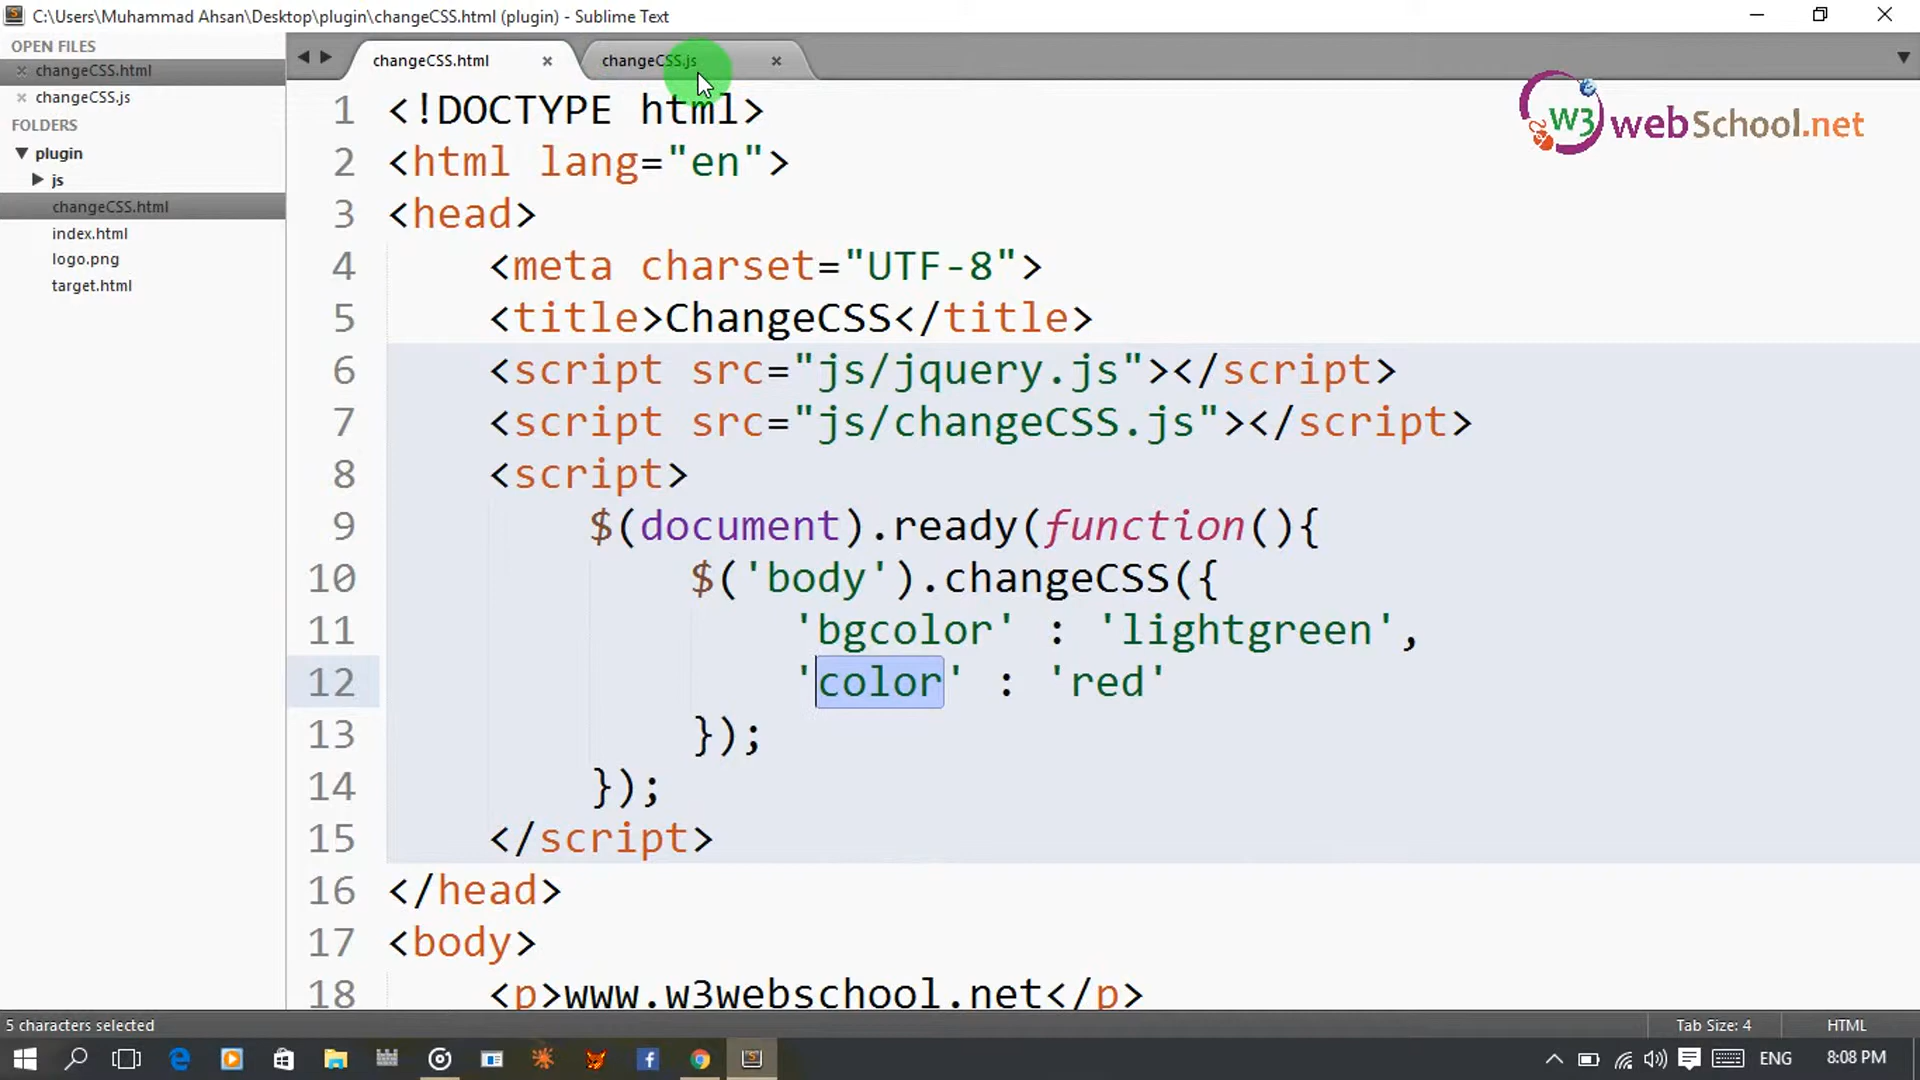 C:\Users\Muhammad Ahsan\Desktop\plugin\changeCSS.html (plugin) - Sublime Text
OPEN FILES
changeCSS.html
changeCSS.js
FOLDERS
plugin
js
changeCSS.html
index.html
logo.png
target.html
changeCSS.html
changeCSS.js
W3 webSchool.net
1 <!DOCTYPE html>
2 <html lang="en">
3 <head>
4 <meta charset="UTF-8">
5 <title>ChangeCSS</title>
6 <script src="js/jquery.js"></script>
7 <script src="js/changeCSS.js"></script>
8 <script>
9 $(document).ready(function(){
10 $('body').changeCSS({
11 'bgcolor' : 'lightgreen',
12 'color' : 'red'
13 });
14 });
15 </script>
16 </head>
17 <body>
18 <p>www.w3webschool.net</p>
5 characters selected
Tab Size: 4
HTML
ENG
8:08 PM